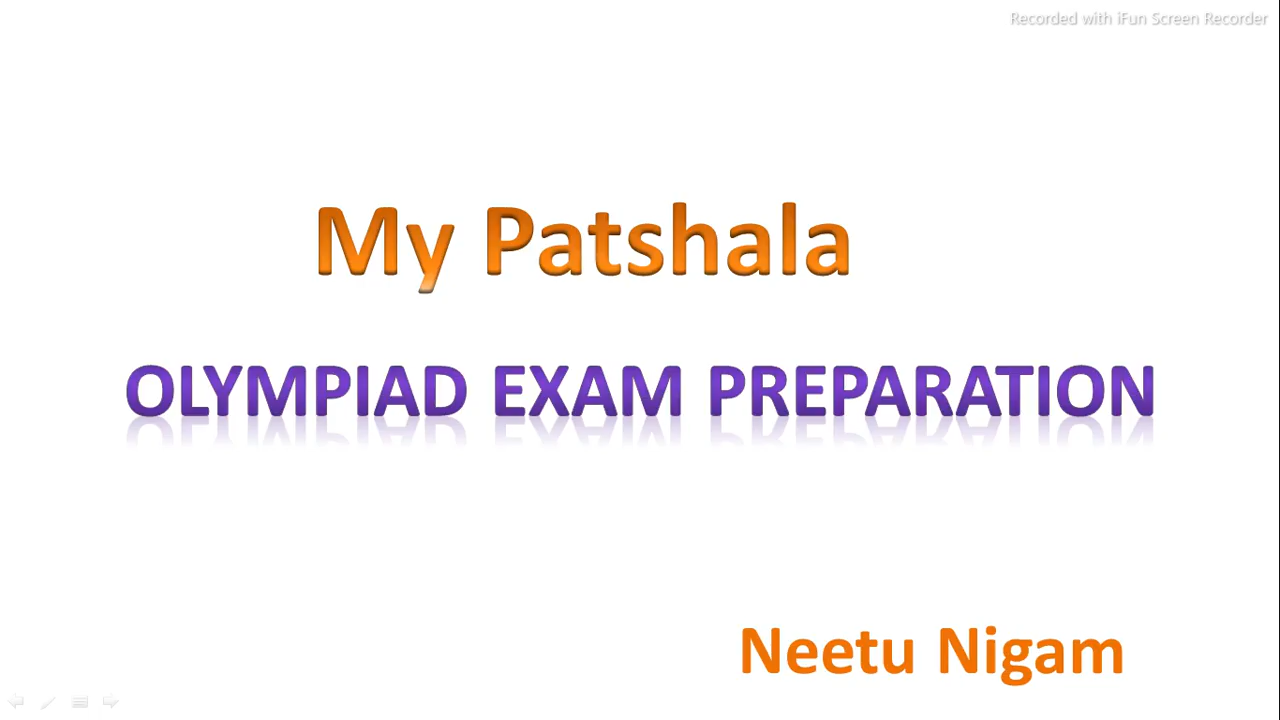 Recorded with iFun Screen Recorder
My Patshala
OLYMPIAD EXAM PREPARATION
Neetu Nigam